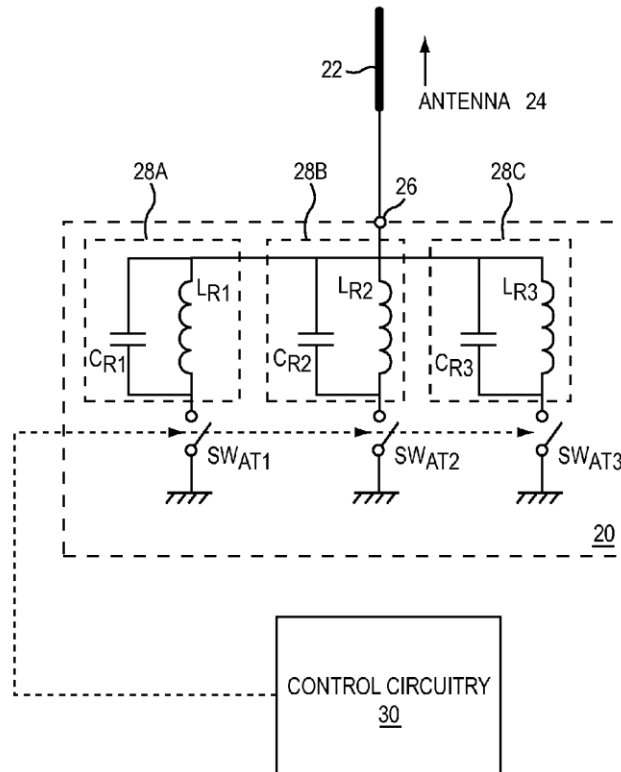 22
ANTENNA 24
28A
28B
26
28C
LR1
LR2
LR3
CR1
CR2
CR3
SWAT1
SWAT2
SWAT3
20
CONTROL CIRCUITRY
30